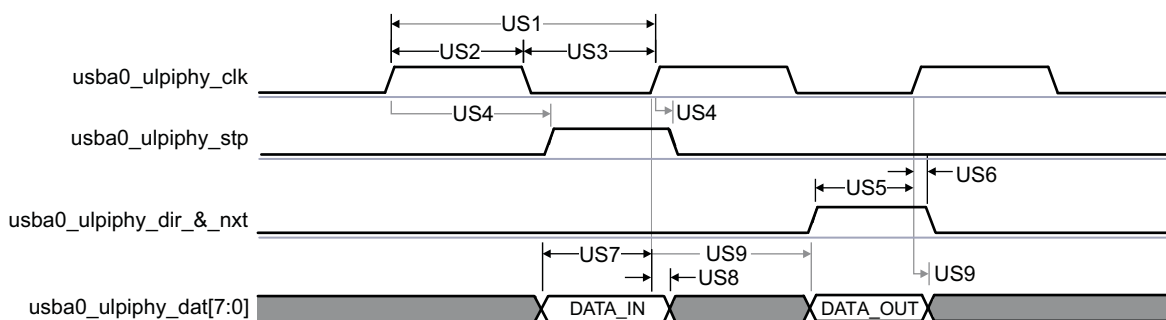 US1
US2 US3
usba0_ulpiphy_clk
US4 US4
usba0_ulpiphy_stp
US5 US6
usba0_ulpiphy_dir_&_nxt
US7 US9
US8 US9
usba0_ulpiphy_dat[7:0] DATA_IN DATA_OUT